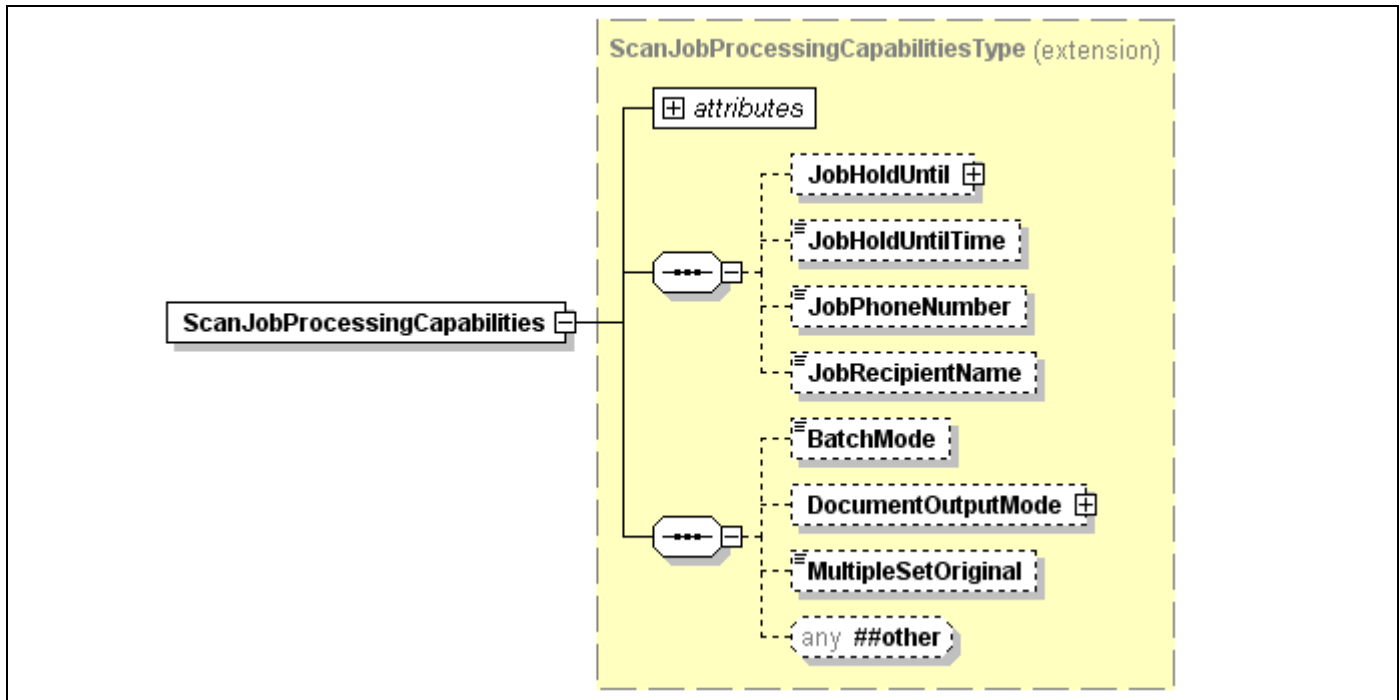 ScanJobProcessingCapabilitiesType (extension)
attributes
JobHoldUntil
JobHoldUntilTime
JobPhoneNumber
JobRecipientName
ScanJobProcessingCapabilities
BatchMode
DocumentOutputMode
MultipleSetOriginal
any ##other